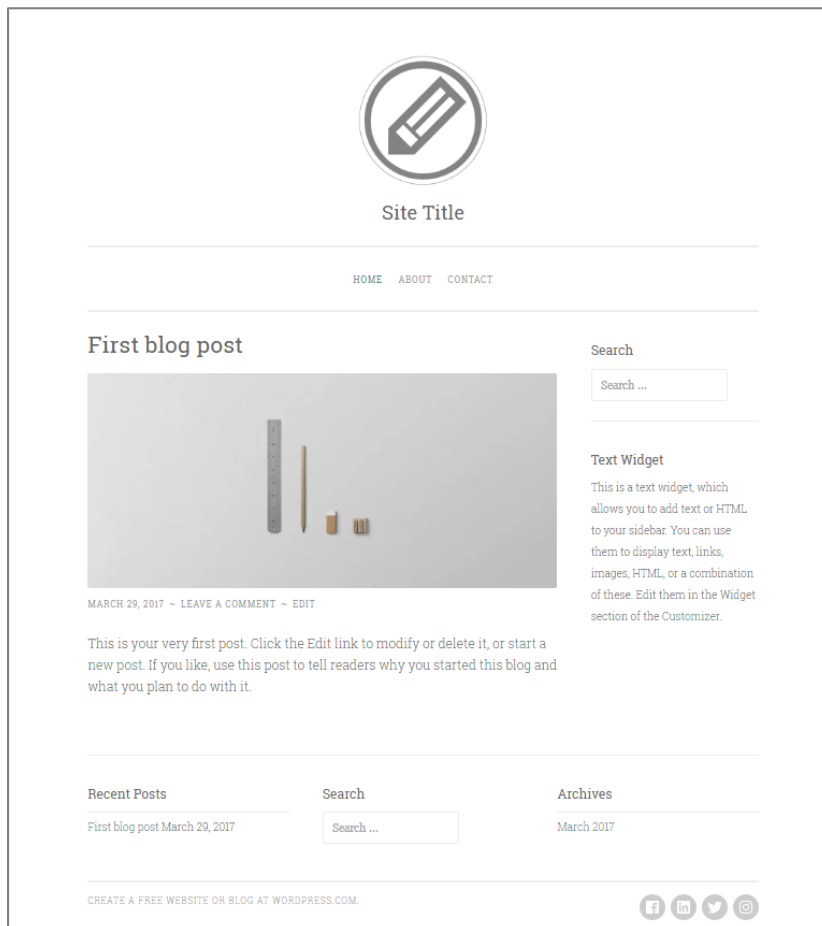 Site Title
HOME ABOUT CONTACT
First blog post
MARCH 29, 2017 ~ LEAVE A COMMENT ~ EDIT
This is your very first post. Click the Edit link to modify or delete it, or start a
new post. If you like, use this post to tell readers why you started this blog and
what you plan to do with it.
Search
Search ...
Text Widget
This is a text widget, which
allows you to add text or HTML
to your sidebar. You can use
them to display text, links,
images, HTML, or a combination
of these. Edit them in the Widget
section of the Customizer.
Recent Posts
First blog post March 29, 2017
Search
Search ...
Archives
March 2017
CREATE A FREE WEBSITE OR BLOG AT WORDPRESS.COM.